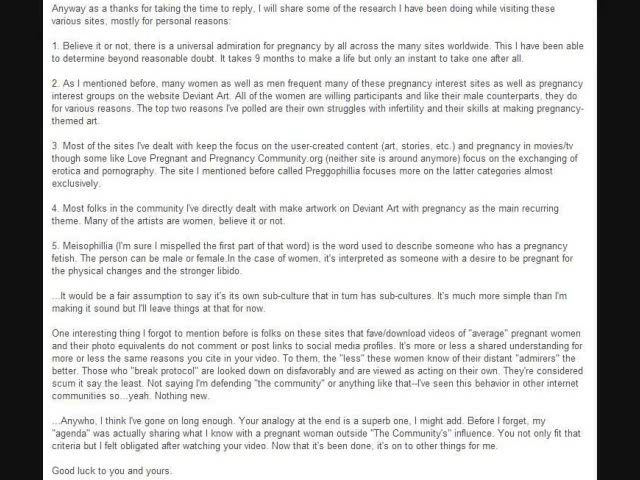 Anyway as a thanks for taking the time to reply, I will share some of the research I have been doing while visiting these
various sites, mostly for personal reasons:
1. Believe it or not, there is a universal admiration for pregnancy by all across the many sites worldwide. This I have been able
to determine beyond reasonable doubt. It takes 9 months to make a life but only an instant to take one after all.
2. As I mentioned before, many women as well as men frequent many of these pregnancy interest sites as well as pregnancy
interest groups on the website Deviant Art. All of the women are willing participants and like their male counterparts, they do
for various reasons. The top two reasons I've polled are their own struggles with infertility and their skills at making pregnancy-
themed art.
3. Most of the sites I've dealt with keep the focus on the user-created content (art, stories, etc.) and pregnancy in movies/tv
though some like Love Pregnant and Pregnancy Community.org (neither site is around anymore) focus on the exchanging of
erotica and pornography. The site I mentioned before called Preggophillia focuses more on the latter categories almost
exclusively.
4. Most folks in the community I've directly dealt with make artwork on Deviant Art with pregnancy as the main recurring
theme. Many of the artists are women, believe it or not.
5. Meisophillia (I'm sure I mispelled the first part of that word) is the word used to describe someone who has a pregnancy
fetish. The person can be male or female.In the case of women, it's interpreted as someone with a desire to be pregnant for
the physical changes and the stronger libido.
...It would be a fair assumption to say it's its own sub-culture that in turn has sub-cultures. It's much more simple than I'm
making it sound but I'll leave things at that for now.
One interesting thing I forgot to mention before is folks on these sites that fave/download videos of "average" pregnant women
and their photo equivalents do not comment or post links to social media profiles. It's more or less a shared understanding for
more or less the same reasons you cite in your video. To them, the "less" these women know of their distant "admirers" the
better. Those who "break protocol" are looked down on disfavorably and are viewed as acting on their own. They're considered
scum it say the least. Not saying I'm defending "the community" or anything like that--I've seen this behavior in other internet
communities so...yeah. Nothing new.
...Anywho, I think I've gone on long enough. Your analogy at the end is a superb one, I might add. Before I forget, my
"agenda" was actually sharing what I know with a pregnant woman outside "The Community's" influence. You not only fit that
criteria but I felt obligated after watching your video. Now that it's been done, it's on to other things for me.
Good luck to you and yours.